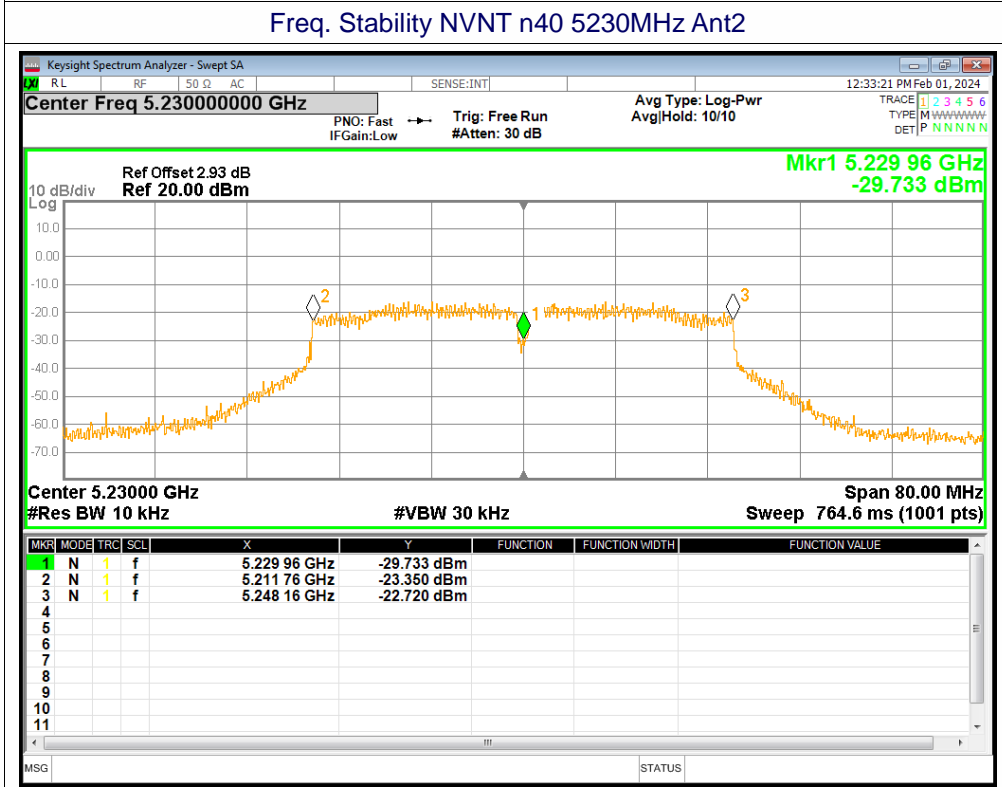 Freq. Stability NVNT n40 5230MHz Ant2
Keysight Spectrum Analyzer - Swept SA
LXI RL RF 50 Ω AC SENSE:INT 12:33:21 PM Feb 01, 2024
Center Freq 5.230000000 GHz
PNO: Fast
IFGain:Low
Trig: Free Run
#Atten: 30 dB
Avg Type: Log-Pwr
Avg|Hold: 10/10
TRACE 1 2 3 4 5 6
TYPE M WWWWW
DET P N N N N N
Ref Offset 2.93 dB
10 dB/div Ref 20.00 dBm
Log
Mkr1 5.229 96 GHz
-29.733 dBm
10.0
0.00
-10.0
-20.0
-30.0
-40.0
-50.0
-60.0
-70.0
2
1
3
Center 5.23000 GHz Span 80.00 MHz
#Res BW 10 kHz #VBW 30 kHz Sweep 764.6 ms (1001 pts)
MKR MODE TRC SCL X Y FUNCTION FUNCTION WIDTH FUNCTION VALUE
1 N 1 f 5.229 96 GHz -29.733 dBm
2 N 1 f 5.211 76 GHz -23.350 dBm
3 N 1 f 5.248 16 GHz -22.720 dBm
4
5
6
7
8
9
10
11
MSG STATUS